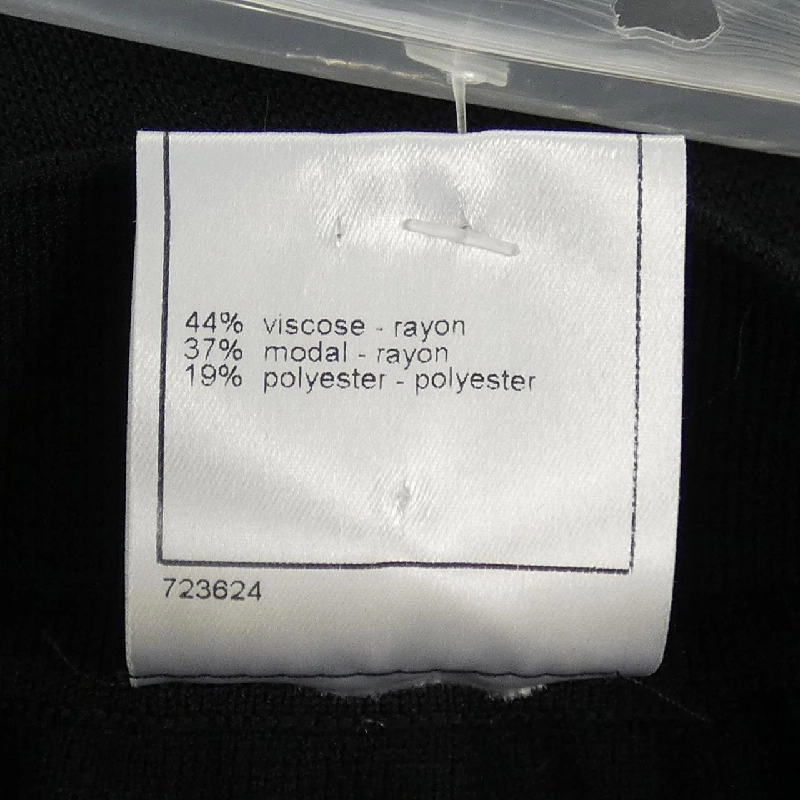 44% viscose - rayon
37% modal - rayon
19% polyester - polyester
723624